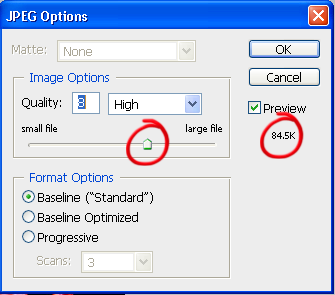 JPEG Options
Matte: None
OK
Image Options
Cancel
Quality: 8 High
Preview
small file large file
84.5K
Format Options
Baseline ("Standard")
Baseline Optimized
Progressive
Scans: 3